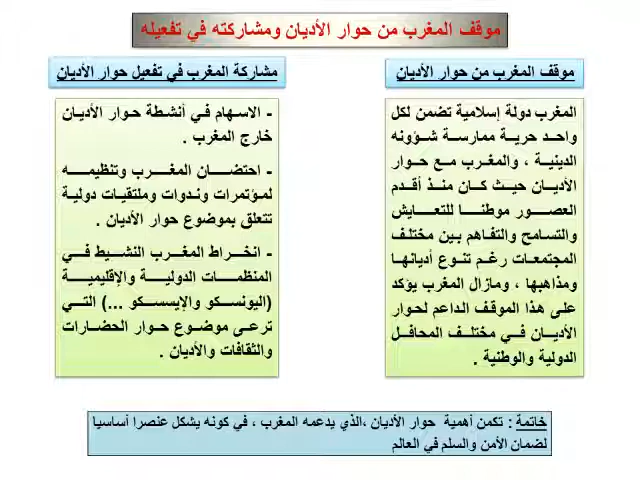 موقف المغرب من حوار الأديان ومشاركته في تفعيله
موقف المغرب من حوار الأديان
المغرب دولة إسلامية تضمن لكل
واحد حرية ممارسة شؤونه
الدينية ، والمغرب مع حوار
الأديان حيث كان منذ أقدم
العصور موطنا للتعايش
والتسامح والتفاهم بين مختلف
المجتمعات رغم تنوع أديانها
ومذاهبها ، ومازال المغرب يؤكد
على هذا الموقف الداعم لحوار
الأديان في مختلف المحافل
الدولية والوطنية .
مشاركة المغرب في تفعيل حوار الأديان
- الاسهام في أنشطة حوار الأديان
خارج المغرب .
- احتضان المغرب وتنظيمه
لمؤتمرات وندوات وملتقيات دولية
تتعلق بموضوع حوار الأديان .
- انخراط المغرب النشيط في
المنظمات الدولية والإقليمية
(اليونسكو والإيسسكو ...) التي
ترعى موضوع حوار الحضارات
والثقافات والأديان .
خاتمة : تكمن أهمية حوار الأديان ،الذي يدعمه المغرب ، في كونه يشكل عنصرا أساسيا
لضمان الأمن والسلم في العالم